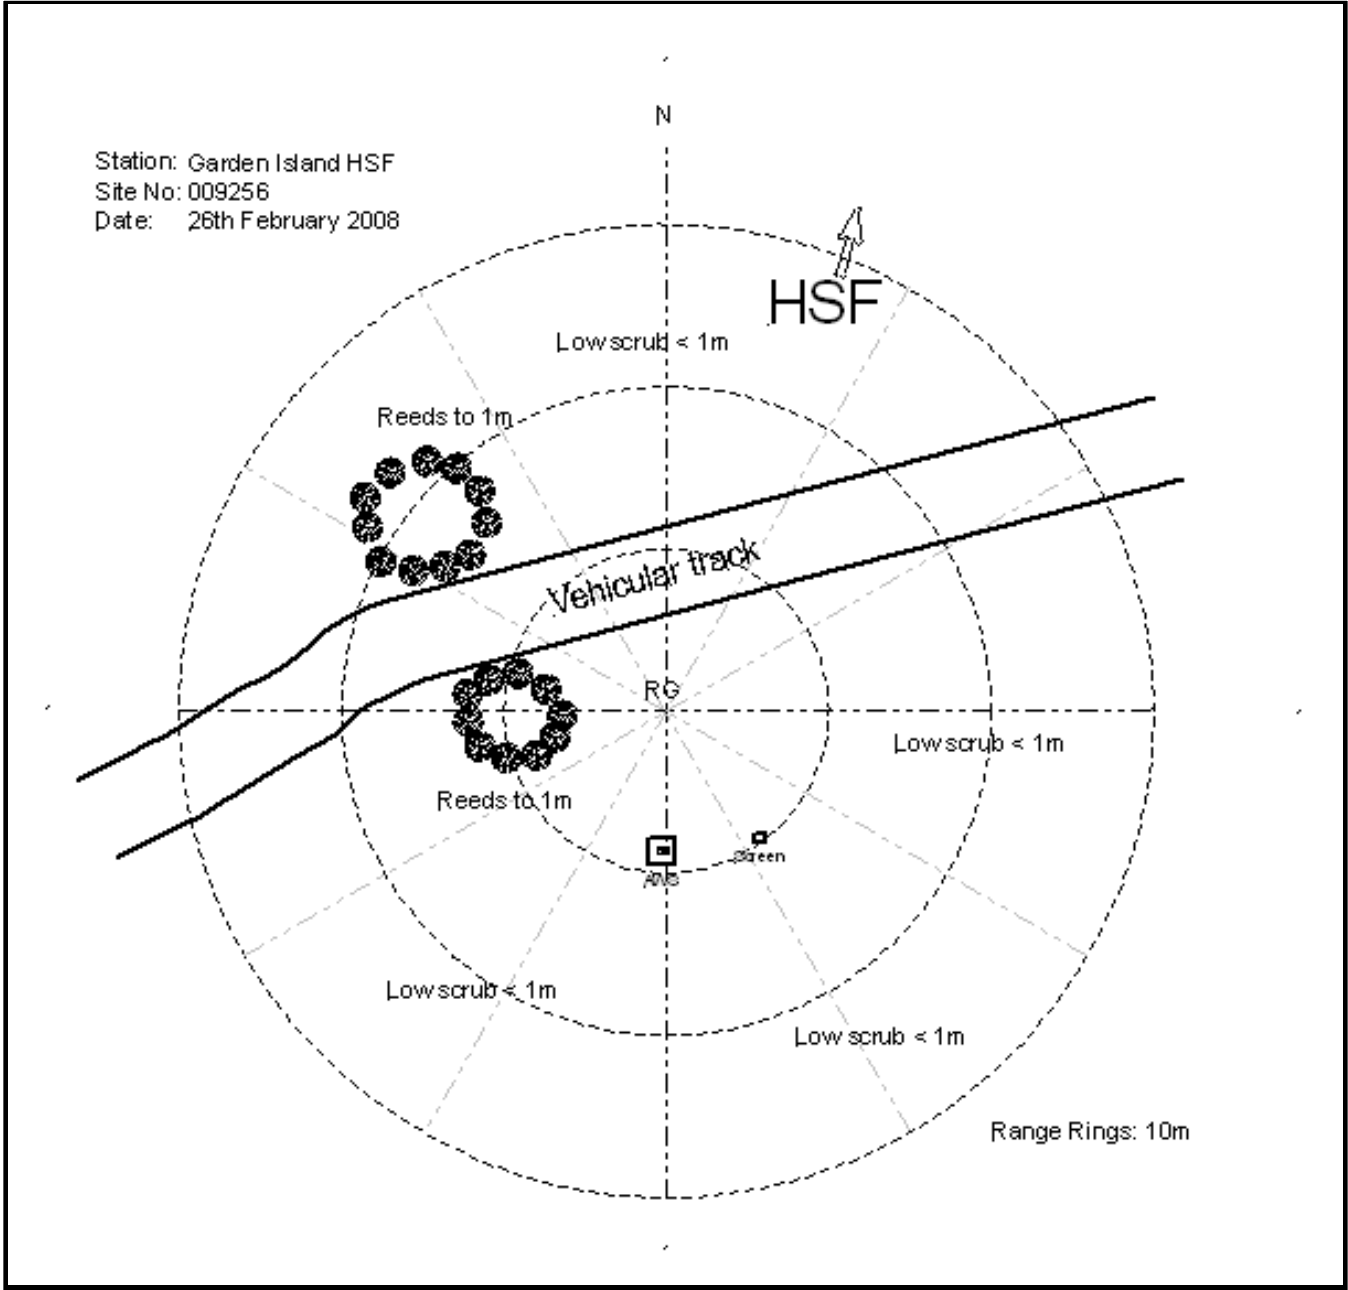 N
Station: Garden Island HSF
Site No: 009256
Date: 26th February 2008
HSF
Low scrub < 1m
Reeds to 1m
Vehicular track
RG
Low scrub < 1m
Reeds to 1m
Screen
AWS
Low scrub < 1m
Low scrub < 1m
Range Rings: 10m